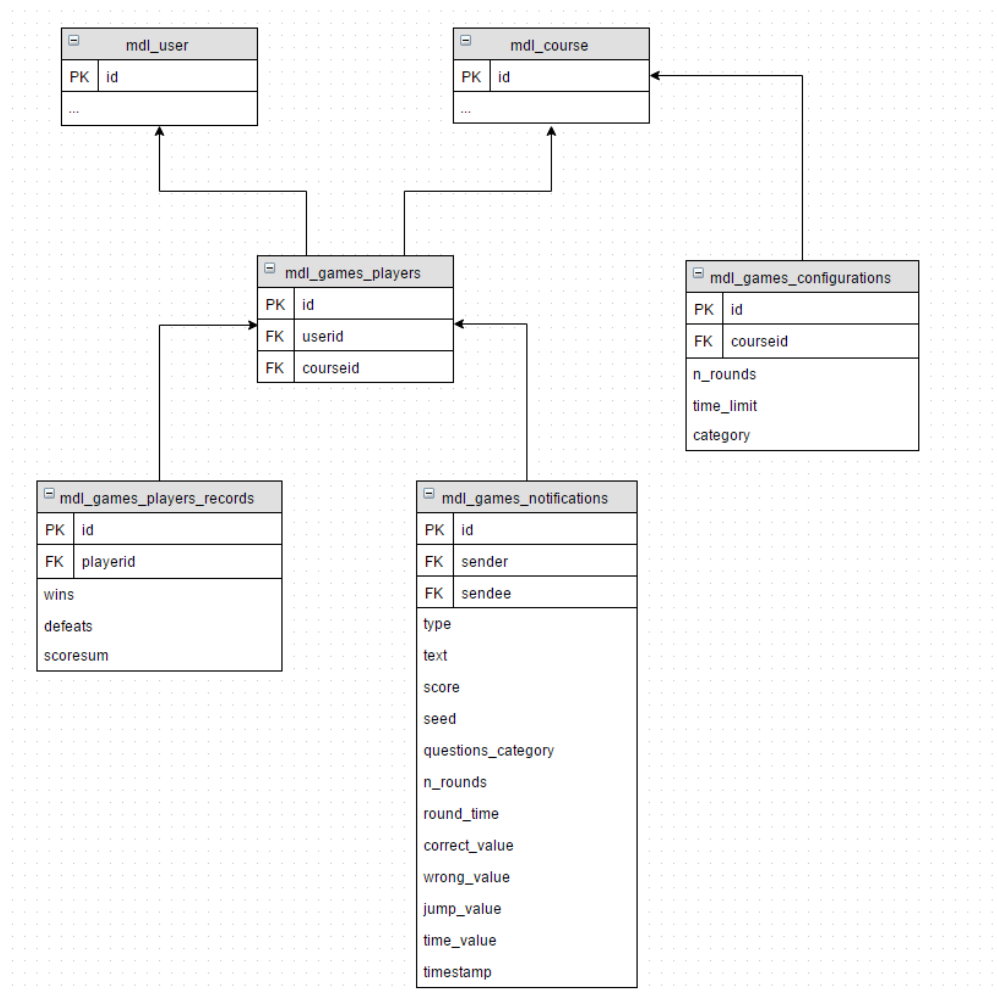 mdl_user
PK id
...
mdl_course
PK id
...
mdl_games_players
PK id
FK userid
FK courseid
mdl_games_configurations
PK id
FK courseid
n_rounds
time_limit
category
mdl_games_players_records
PK id
FK playerid
wins
defeats
scoresum
mdl_games_notifications
PK id
FK sender
FK sendee
type
text
score
seed
questions_category
n_rounds
round_time
correct_value
wrong_value
jump_value
time_value
timestamp